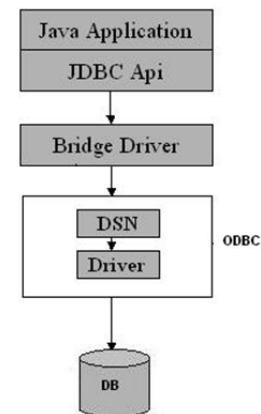 Java Application
JDBC Api
Bridge Driver
DSN
ODBC
Driver
DB